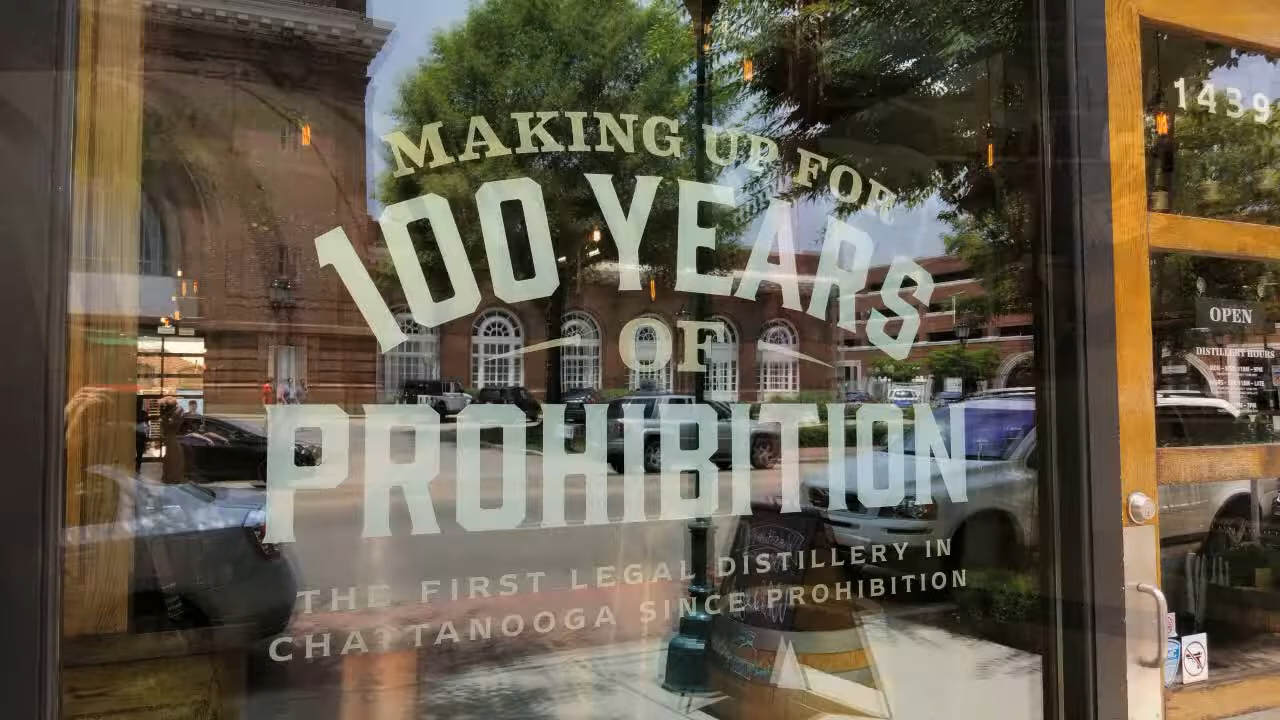 MAKING UP FOR
100 YEARS
OF
PROHIBITION
THE FIRST LEGAL DISTILLERY IN
CHATTANOOGA SINCE PROHIBITION
1439
OPEN
DISTILLERY HOURS